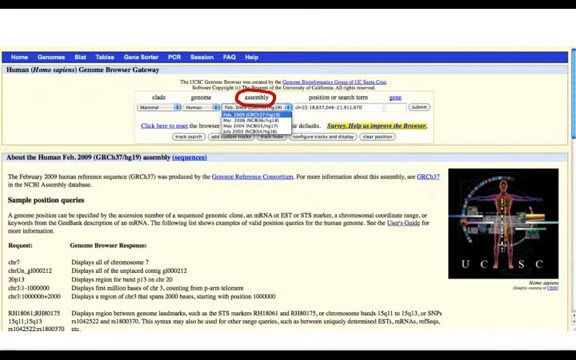 Home Genomes Blat Tables Gene Sorter PCR Session FAQ Help
Human (Homo sapiens) Genome Browser Gateway
The UCSC Genome Browser was created by the Genome Bioinformatics Group of UC Santa Cruz.
Software Copyright (c) The Regents of the University of California. All rights reserved.
clade genome assembly position or search term gene
Mammal Human Feb. 2009 (GRCh37/hg19) submit
Feb. 2009 (GRCh37/hg19)
Mar. 2006 (NCBI36/hg18)
May 2004 (NCBI35/hg17)
July 2003 (NCBI34/hg16)
Click here to reset the browser defaults. Survey. Help us improve the Browser.
track search add custom tracks track hubs configure tracks and display clear position
About the Human Feb. 2009 (GRCh37/hg19) assembly (sequences)
The February 2009 human reference sequence (GRCh37) was produced by the Genome Reference Consortium. For more information about this assembly, see GRCh37
in the NCBI Assembly database.
Sample position queries
A genome position can be specified by the accession number of a sequenced genomic clone, an mRNA or EST or STS marker, a chromosomal coordinate range, or
keywords from the GenBank description of an mRNA. The following list shows examples of valid position queries for the human genome. See the User's Guide for
more information.
Request: Genome Browser Response:
chr7 Displays all of chromosome 7
chrUn_gl000212 Displays all of the unplaced contig gl000212
20p13 Displays region for band p13 on chr 20
chr3:1-1000000 Displays first million bases of chr 3, counting from p-arm telomere
chr3:1000000+2000 Displays a region of chr3 that spans 2000 bases, starting with position 1000000
RH18061;RH80175 Displays region between genome landmarks, such as the STS markers RH18061 and RH80175, or chromosome bands 15q11 to 15q13, or SNPs
15q11;15q13 rs1042522 and rs1800370. This syntax may also be used for other range queries, such as between uniquely determined ESTs, mRNAs, refSeqs,
rs1042522;rs1800370 etc.
UCSC
Homo sapiens